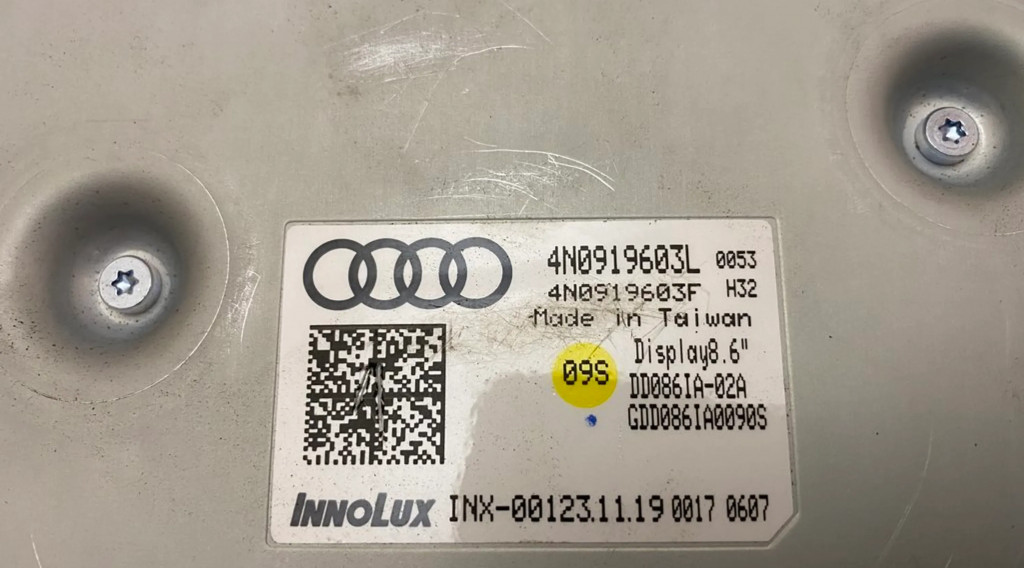 4N0919603L 0053
4N0919603F H32
Made in Taiwan
Display8.6"
09S
DD086IA-02A
GDD086IA0090S
INNOLUX INX-00123.11.19 0017 0607